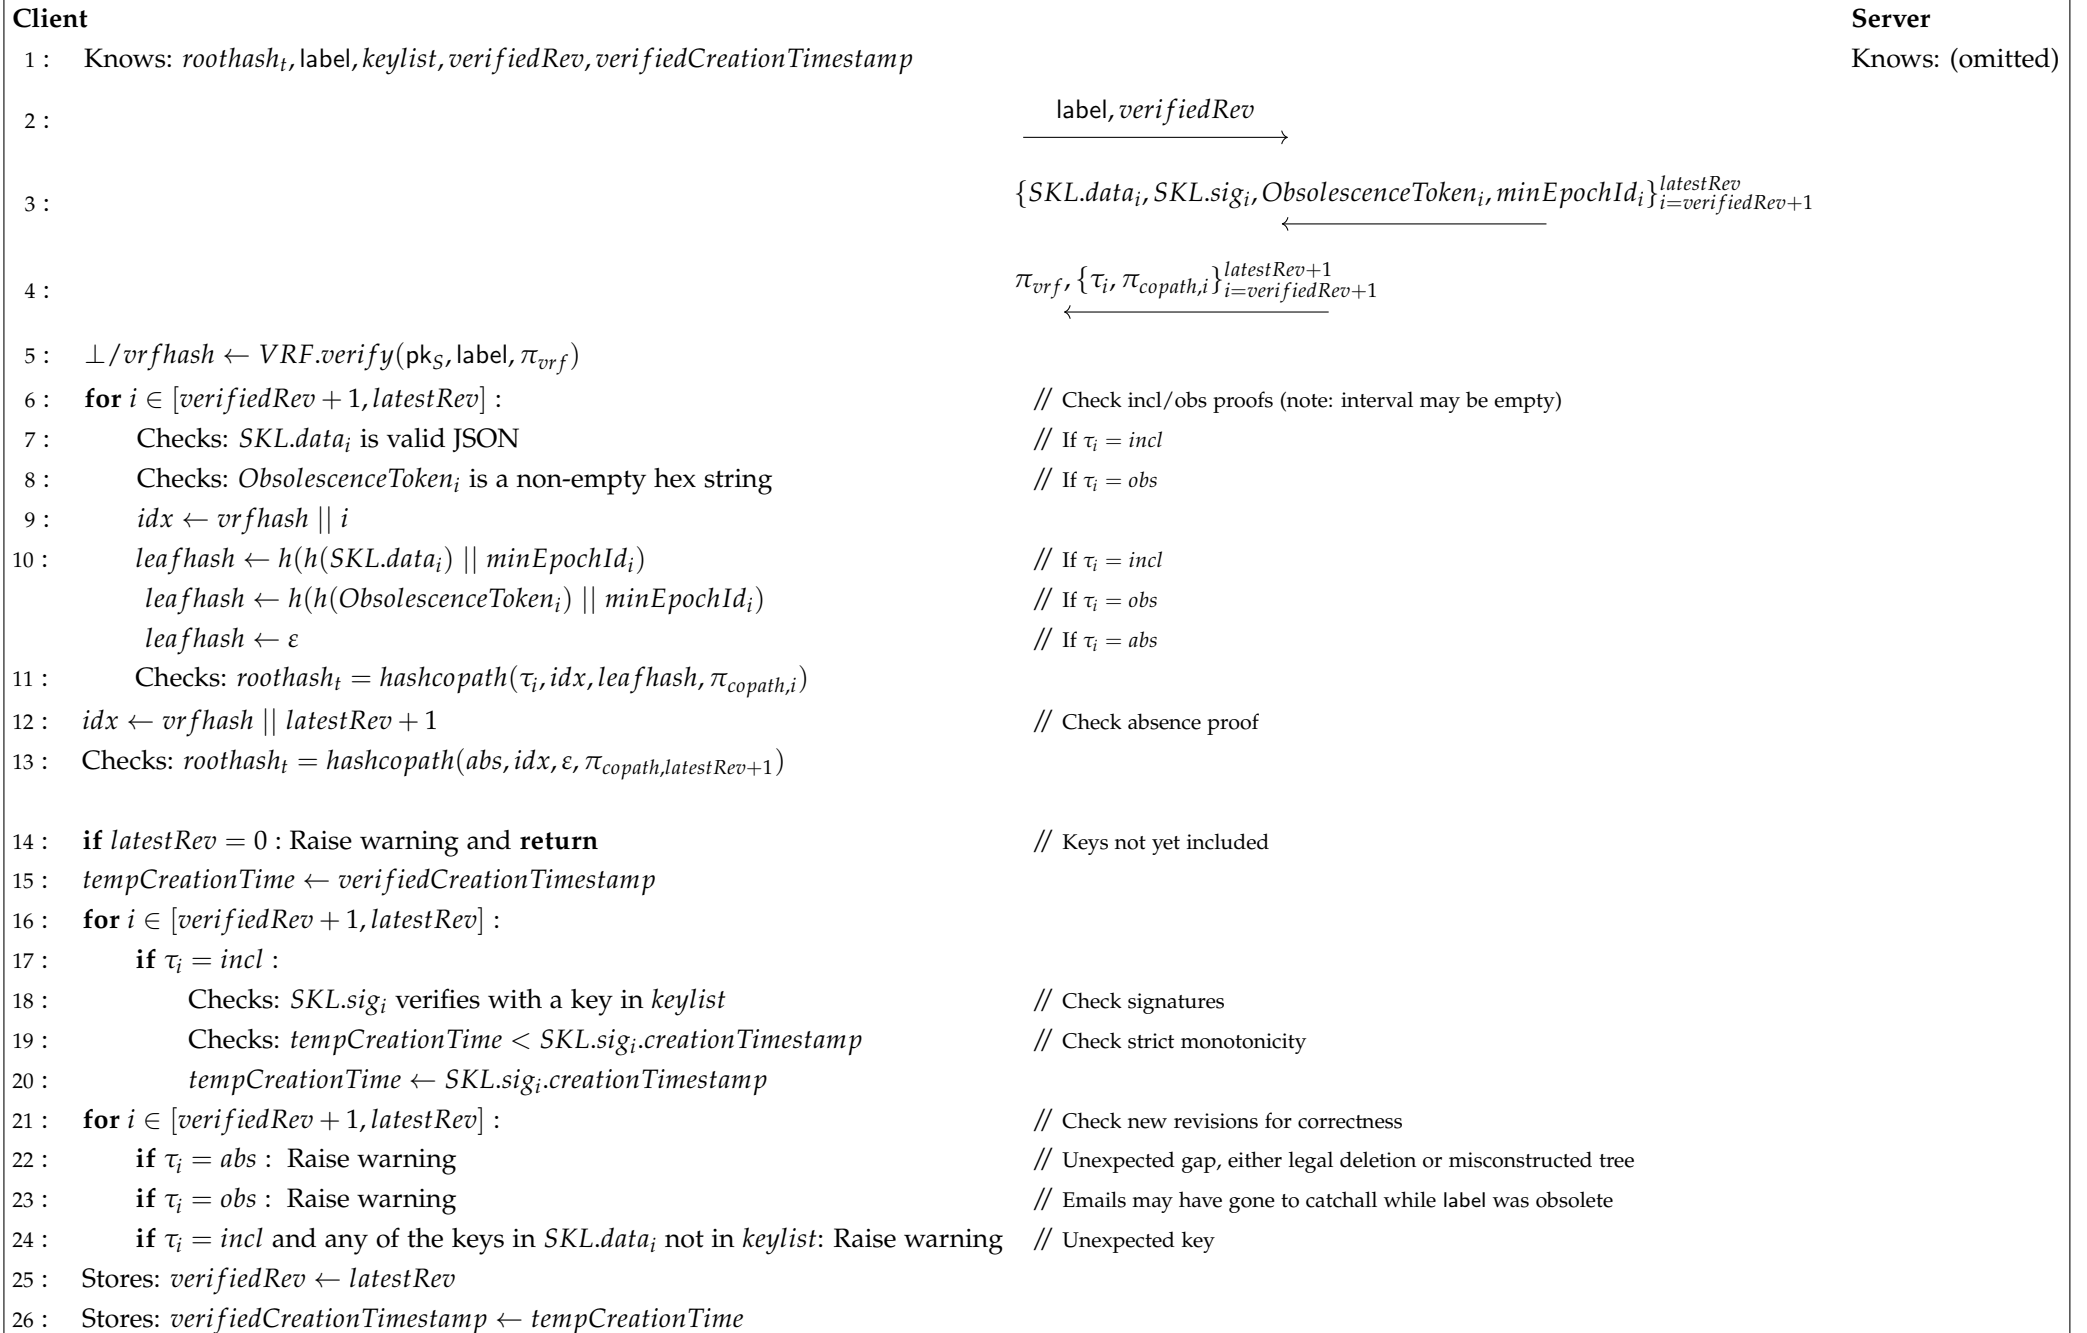 Client Server
1 : Knows: roothash_t, label, keylist, verifiedRev, verifiedCreationTimestamp Knows: (omitted)
2 : label, verifiedRev
3 : {SKL.data_i, SKL.sig_i, ObsolescenceToken_i, minEpochId_i}_{i=verifiedRev+1}^{latestRev}
4 : π_{vrf}, {τ_i, π_{copath,i}}_{i=verifiedRev+1}^{latestRev+1}
5 : ⊥/vrfhash ← VRF.verify(pk_S, label, π_{vrf})
6 : for i ∈ [verifiedRev + 1, latestRev] : // Check incl/obs proofs (note: interval may be empty)
7 : Checks: SKL.data_i is valid JSON // If τ_i = incl
8 : Checks: ObsolescenceToken_i is a non-empty hex string // If τ_i = obs
9 : idx ← vrfhash || i
10 : leafhash ← h(h(SKL.data_i) || minEpochId_i) // If τ_i = incl
leafhash ← h(h(ObsolescenceToken_i) || minEpochId_i) // If τ_i = obs
leafhash ← ε // If τ_i = abs
11 : Checks: roothash_t = hashcopath(τ_i, idx, leafhash, π_{copath,i})
12 : idx ← vrfhash || latestRev + 1 // Check absence proof
13 : Checks: roothash_t = hashcopath(abs, idx, ε, π_{copath,latestRev+1})
14 : if latestRev = 0 : Raise warning and return // Keys not yet included
15 : tempCreationTime ← verifiedCreationTimestamp
16 : for i ∈ [verifiedRev + 1, latestRev] :
17 : if τ_i = incl :
18 : Checks: SKL.sig_i verifies with a key in keylist // Check signatures
19 : Checks: tempCreationTime < SKL.sig_i.creationTimestamp // Check strict monotonicity
20 : tempCreationTime ← SKL.sig_i.creationTimestamp
21 : for i ∈ [verifiedRev + 1, latestRev] : // Check new revisions for correctness
22 : if τ_i = abs : Raise warning // Unexpected gap, either legal deletion or misconstructed tree
23 : if τ_i = obs : Raise warning // Emails may have gone to catchall while label was obsolete
24 : if τ_i = incl and any of the keys in SKL.data_i not in keylist: Raise warning // Unexpected key
25 : Stores: verifiedRev ← latestRev
26 : Stores: verifiedCreationTimestamp ← tempCreationTime